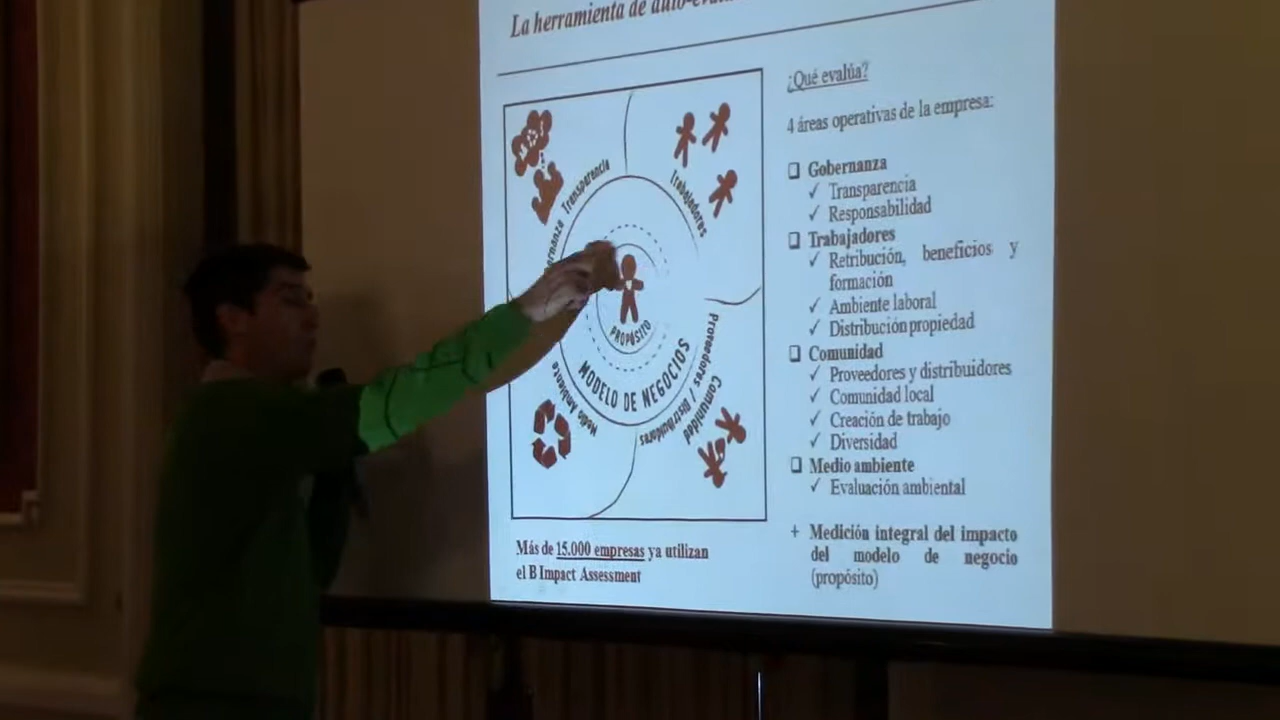 La herramienta de auto-evalu
¿Qué evalúa?
4 áreas operativas de la empresa:
Gobernanza
✓ Transparencia
✓ Responsabilidad
Trabajadores
✓ Retribución, beneficios y
formación
✓ Ambiente laboral
✓ Distribución propiedad
Comunidad
✓ Proveedores y distribuidores
✓ Comunidad local
✓ Creación de trabajo
✓ Diversidad
Medio ambiente
✓ Evaluación ambiental
+ Medición integral del impacto
del modelo de negocio
(propósito)
ernanza Transparencia
Trabajadores
PROPÓSITO
MODELO DE NEGOCIOS
Proveedores / Distribuidores
Comunidad
Medio Ambiente
Más de 15.000 empresas ya utilizan
el B Impact Assessment